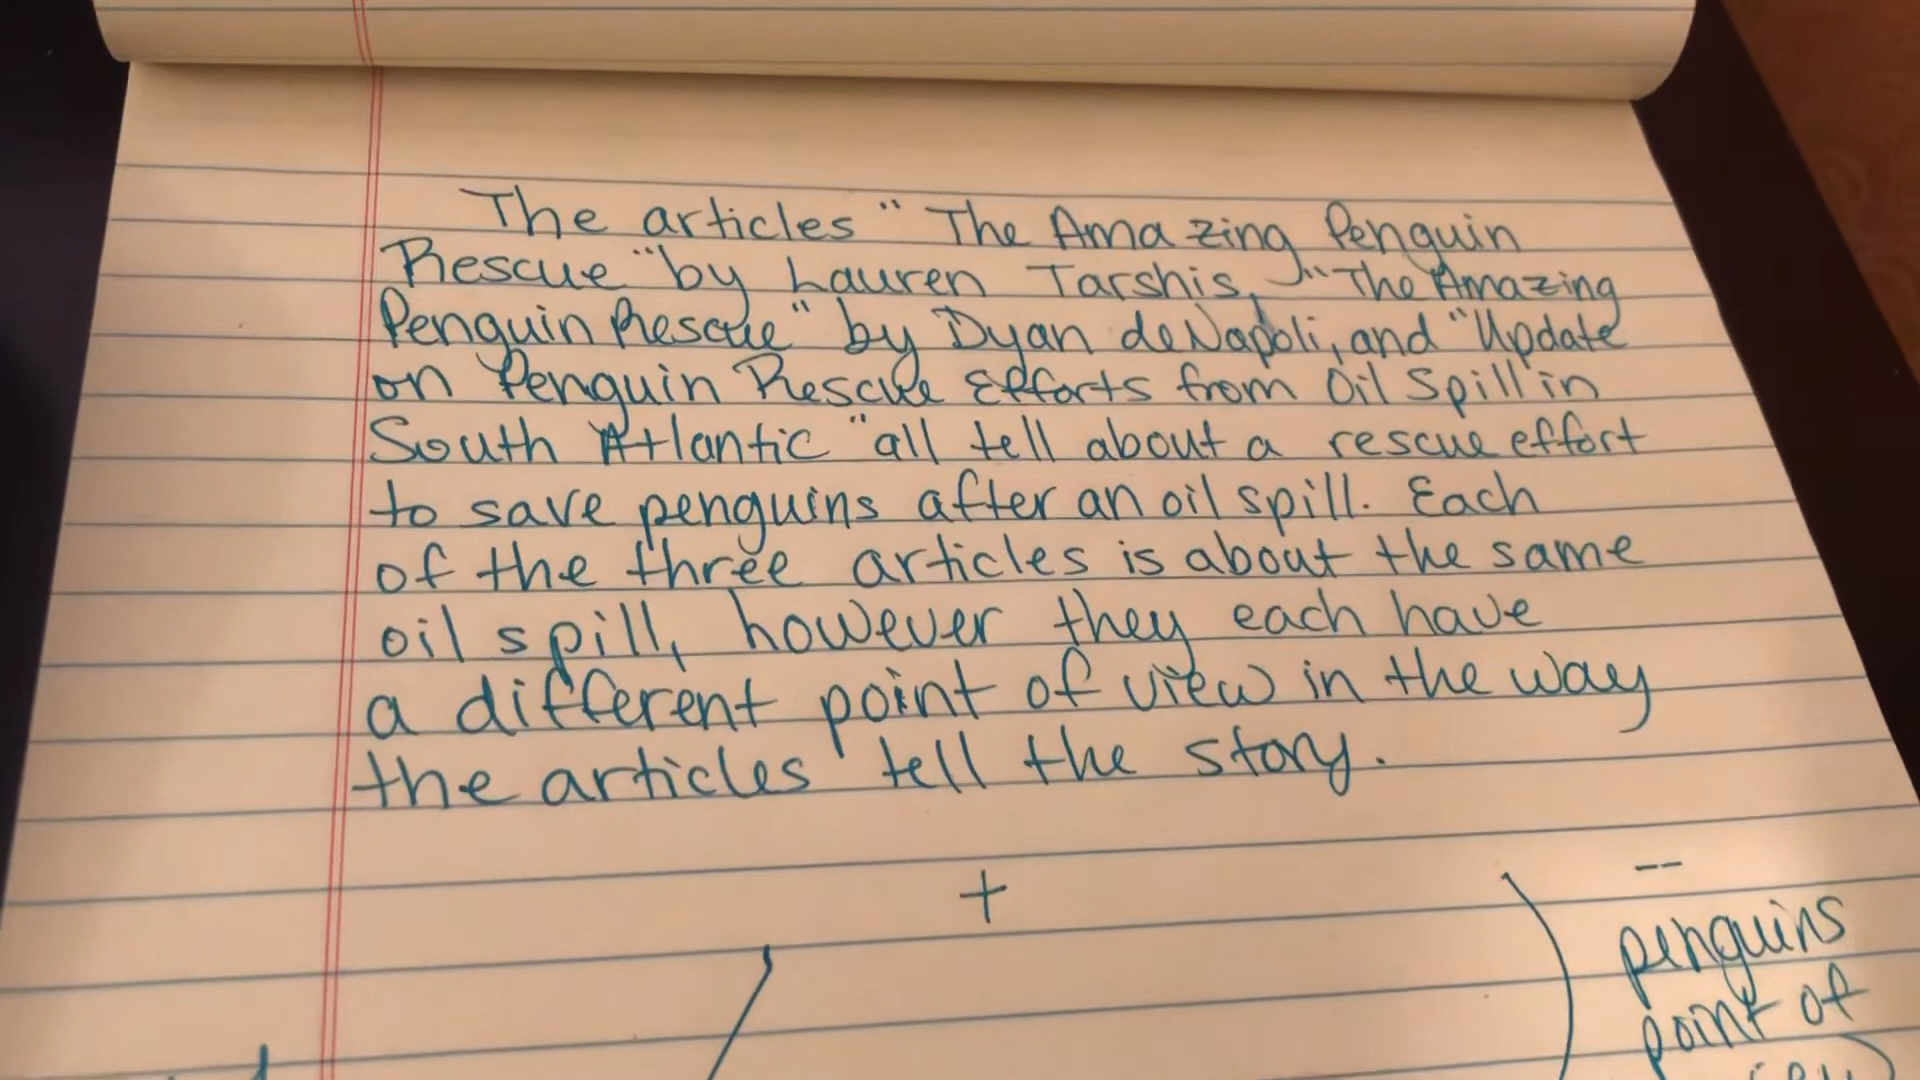 The articles "The Amazing Penguin
Rescue" by Lauren Tarshis, "The Amazing
Penguin Rescue" by Dyan deNapoli, and "Update
on Penguin Rescue Efforts from Oil Spill in
South Atlantic" all tell about a rescue effort
to save penguins after an oil spill. Each
of the three articles is about the same
oil spill, however they each have
a different point of view in the way
the articles tell the story.
+
--
penguins
point of